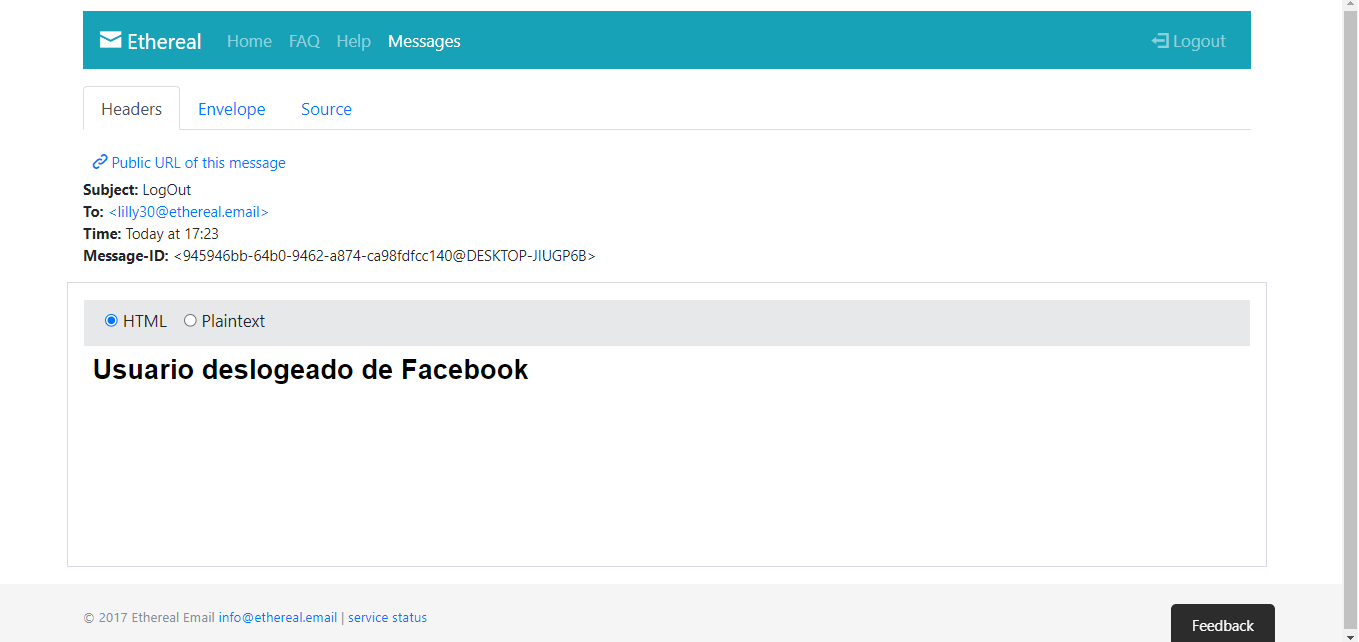 Ethereal Home FAQ Help Messages Logout
Headers Envelope Source
Public URL of this message
Subject: LogOut
To: <lilly30@ethereal.email>
Time: Today at 17:23
Message-ID: <945946bb-64b0-9462-a874-ca98fdfcc140@DESKTOP-JIUGP6B>
HTML Plaintext
Usuario deslogeado de Facebook
© 2017 Ethereal Email info@ethereal.email | service status
Feedback